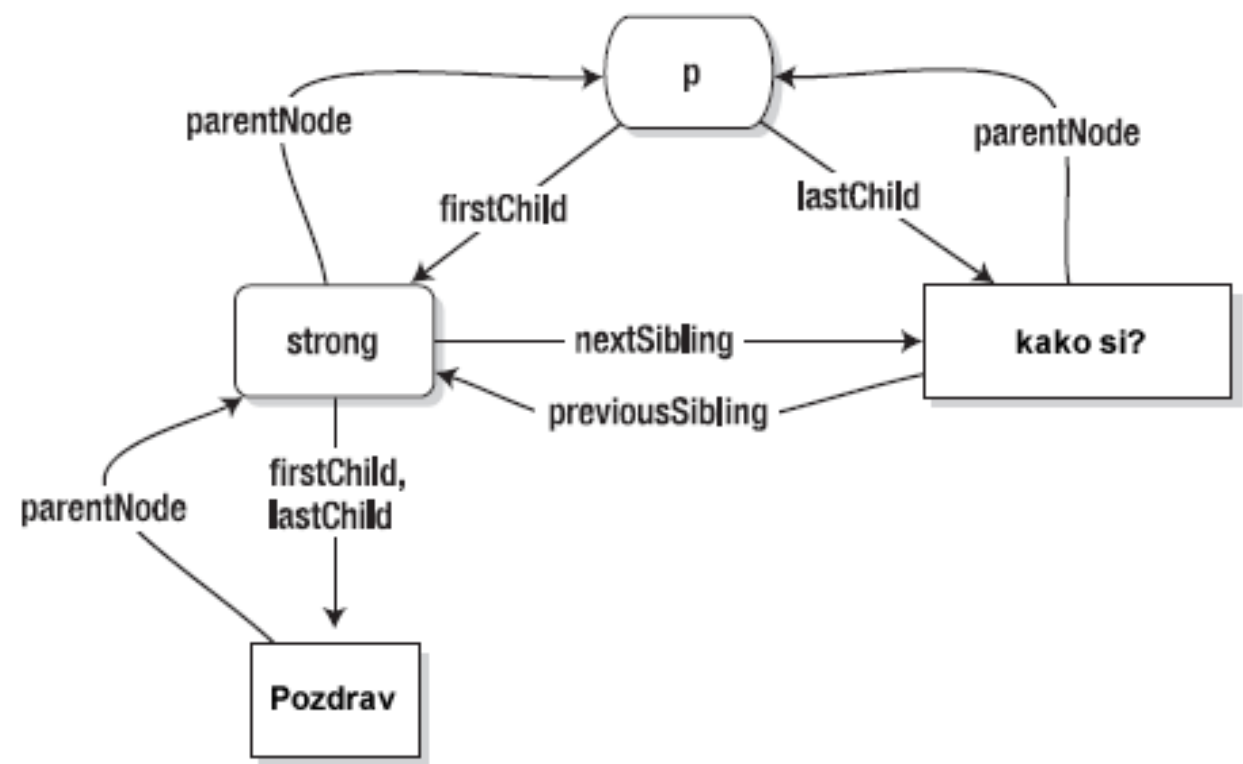 p
parentNode
parentNode
firstChild
lastChild
strong
nextSibling
kako si?
previousSibling
firstChild,
lastChild
parentNode
Pozdrav